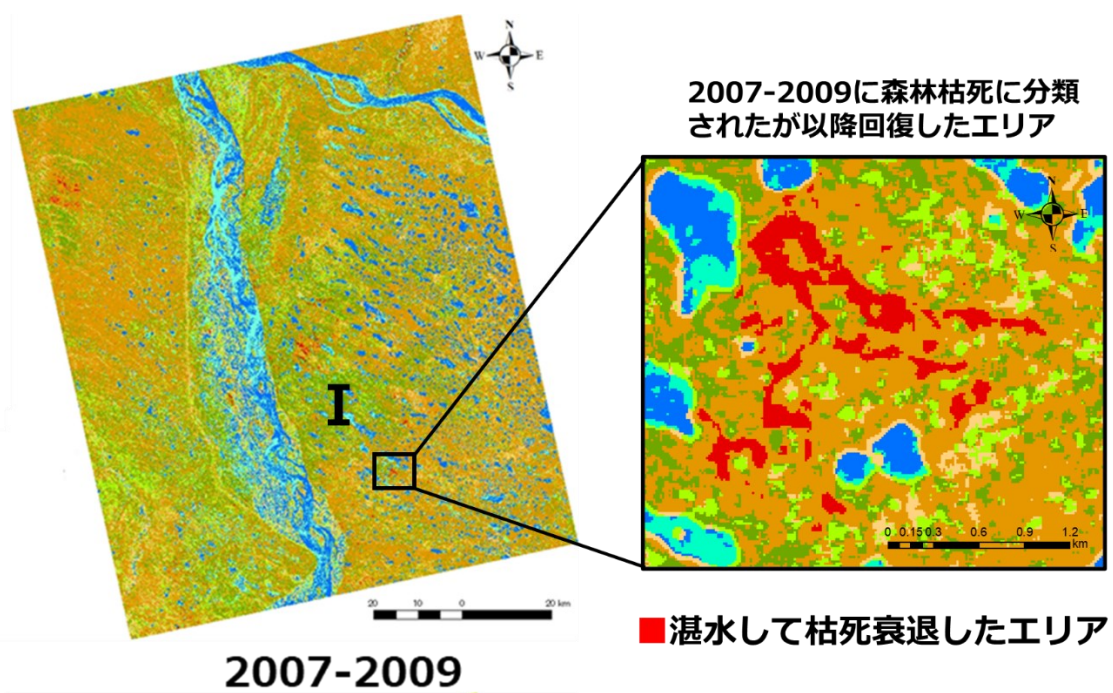 N
W E
S
I
20 10 0 20 km
2007-2009
2007-2009に森林枯死に分類
されたが以降回復したエリア
N
W E
S
0 0.15 0.3 0.6 0.9 1.2
km
■湛水して枯死衰退したエリア